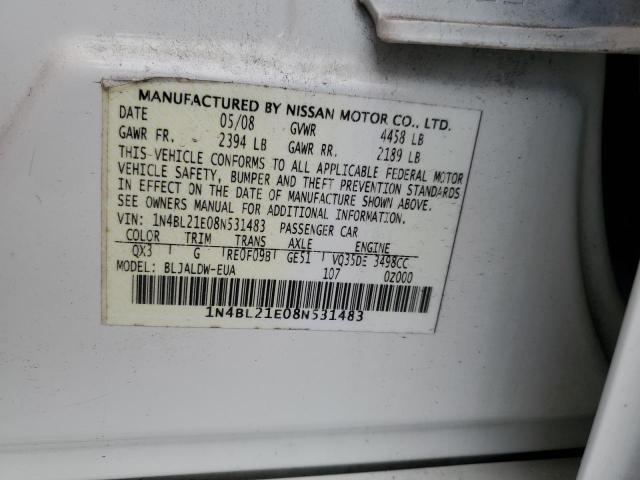 MANUFACTURED BY NISSAN MOTOR CO., LTD.
DATE 05/08 GVWR 4458 LB
GAWR FR. 2394 LB GAWR RR. 2189 LB
THIS VEHICLE CONFORMS TO ALL APPLICABLE FEDERAL MOTOR
VEHICLE SAFETY, BUMPER AND THEFT PREVENTION STANDARDS
IN EFFECT ON THE DATE OF MANUFACTURE SHOWN ABOVE.
SEE OWNERS MANUAL FOR ADDITIONAL INFORMATION.
VIN: 1N4BL21E08N531483 PASSENGER CAR
COLOR TRIM TRANS AXLE ENGINE
QX3 G RE0F09B GE51 VQ35DE 3498CC
MODEL: BLJALDW-EUA 107 0Z000
1N4BL21E08N531483